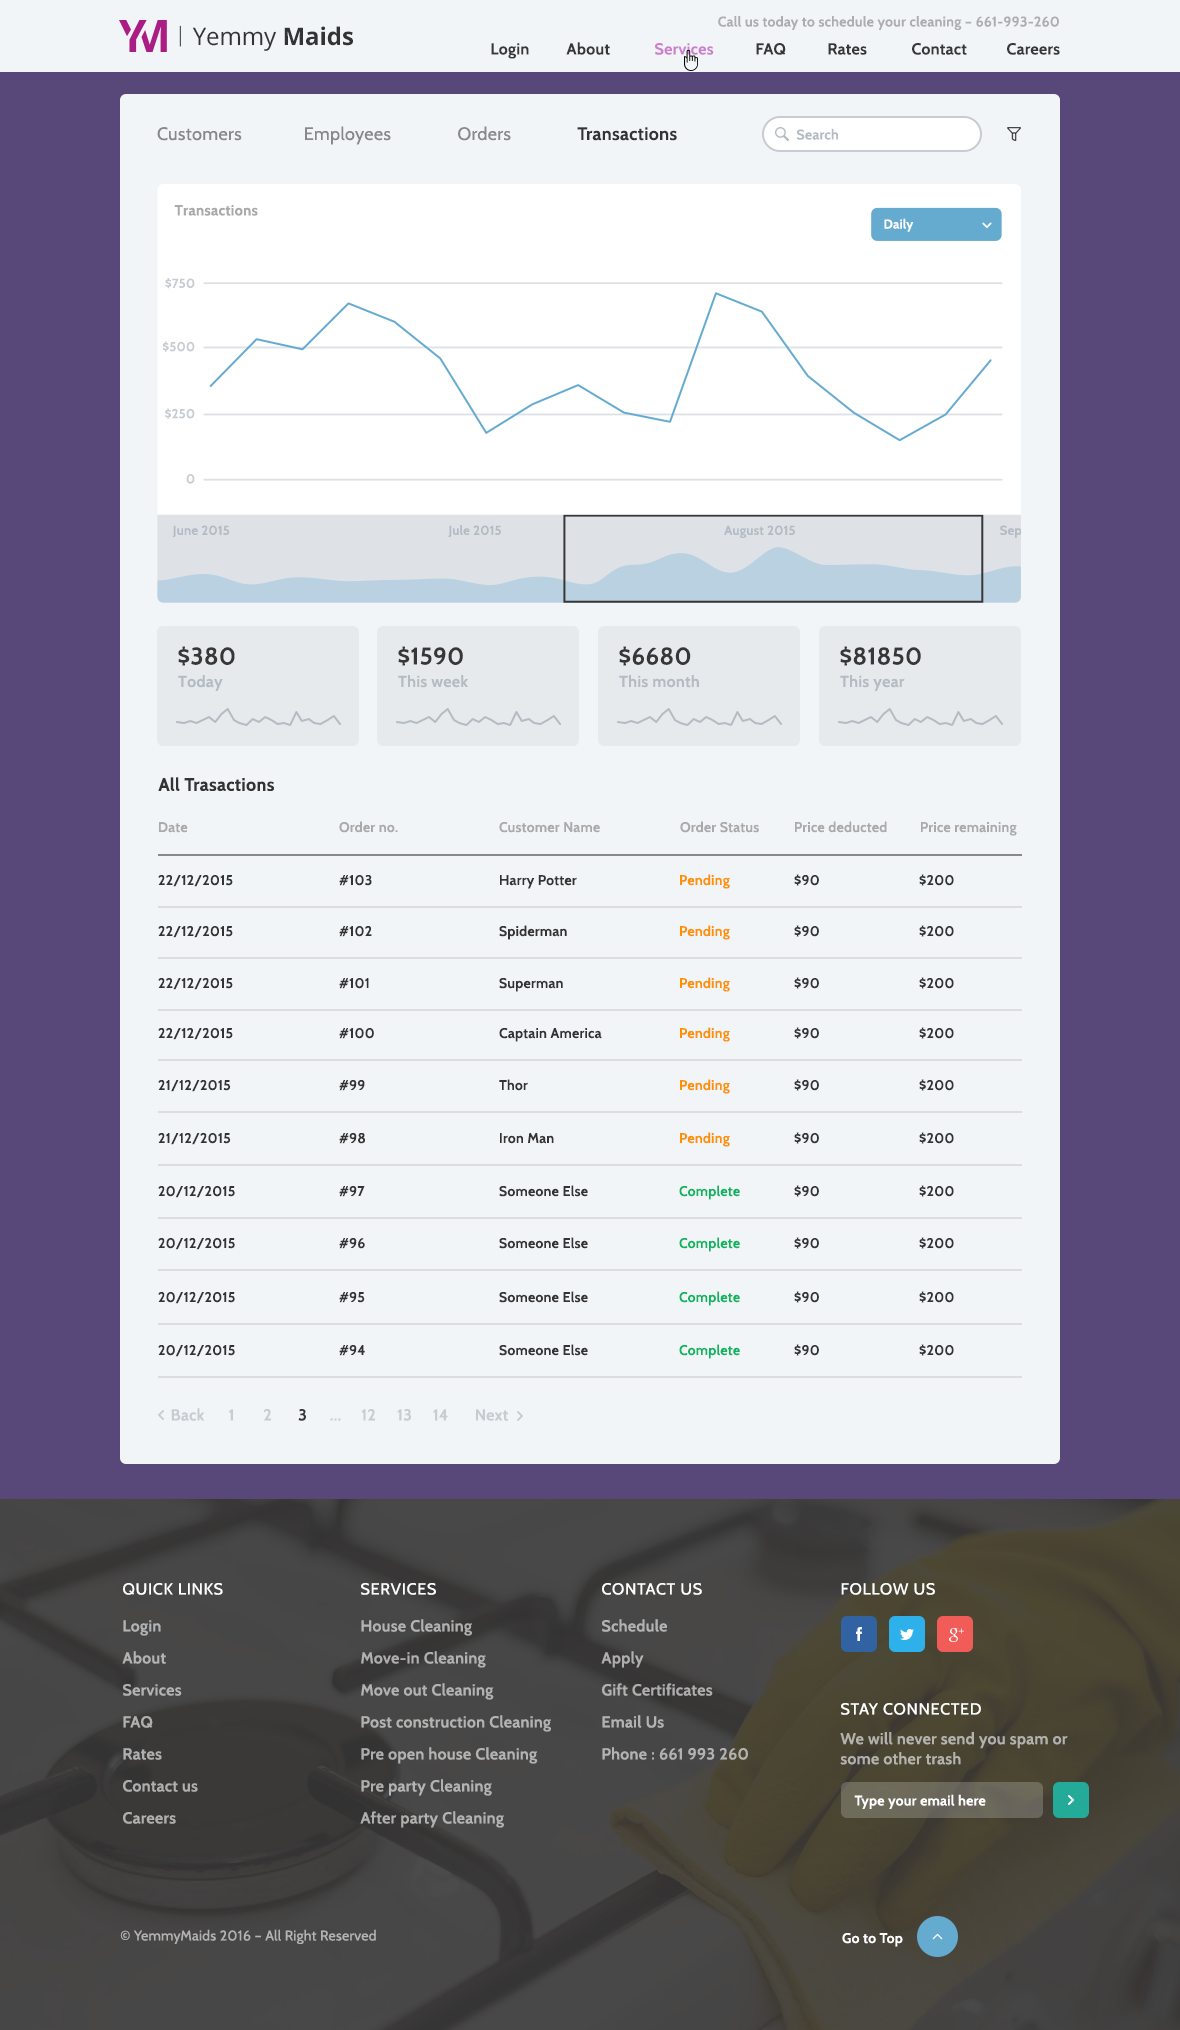 YM | Yemmy Maids
Call us today to schedule your cleaning – 661-993-260
Login About Services FAQ Rates Contact Careers
Customers Employees Orders Transactions Search
Transactions
Daily
$750
$500
$250
0
June 2015 Jule 2015 August 2015 Sep
$380 $1590 $6680 $81850
Today This week This month This year
All Trasactions
Date Order no. Customer Name Order Status Price deducted Price remaining
22/12/2015 #103 Harry Potter Pending $90 $200
22/12/2015 #102 Spiderman Pending $90 $200
22/12/2015 #101 Superman Pending $90 $200
22/12/2015 #100 Captain America Pending $90 $200
21/12/2015 #99 Thor Pending $90 $200
21/12/2015 #98 Iron Man Pending $90 $200
20/12/2015 #97 Someone Else Complete $90 $200
20/12/2015 #96 Someone Else Complete $90 $200
20/12/2015 #95 Someone Else Complete $90 $200
20/12/2015 #94 Someone Else Complete $90 $200
Back 1 2 3 ... 12 13 14 Next
QUICK LINKS
Login
About
Services
FAQ
Rates
Contact us
Careers
SERVICES
House Cleaning
Move-in Cleaning
Move out Cleaning
Post construction Cleaning
Pre open house Cleaning
Pre party Cleaning
After party Cleaning
CONTACT US
Schedule
Apply
Gift Certificates
Email Us
Phone : 661 993 260
FOLLOW US
f g+
STAY CONNECTED
We will never send you spam or
some other trash
Type your email here
© YemmyMaids 2016 – All Right Reserved
Go to Top